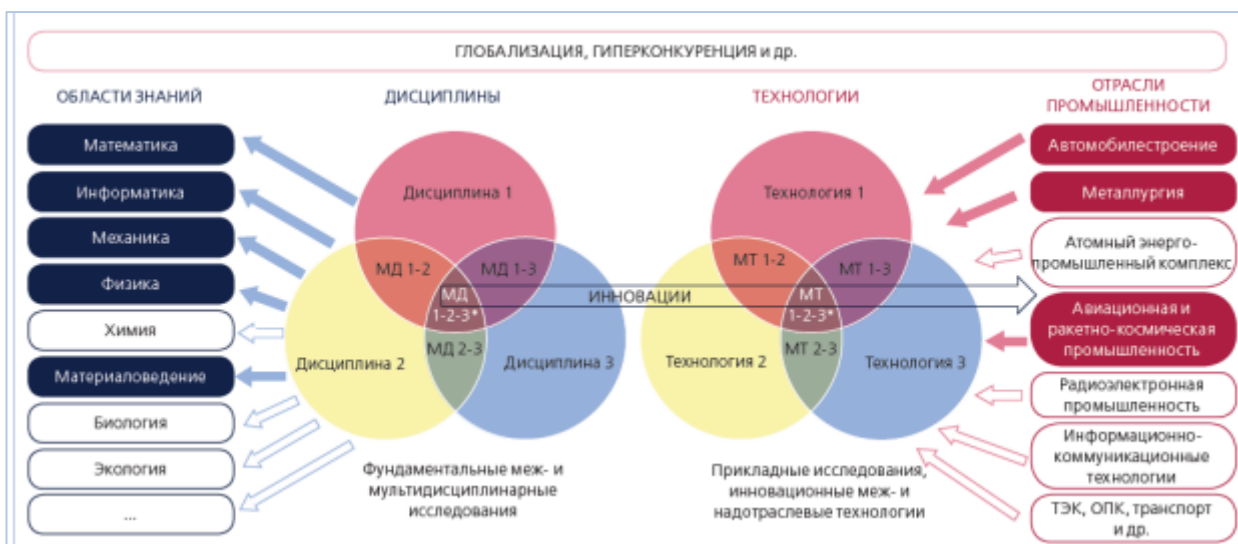 ГЛОБАЛИЗАЦИЯ, ГИПЕРКОНКУРЕНЦИЯ и др.
ОБЛАСТИ ЗНАНИЙ
Математика
Информатика
Механика
Физика
Химия
Материаловедение
Биология
Экология
...
ДИСЦИПЛИНЫ
Дисциплина 1
МД 1-2
МД 1-3
МД
1-2-3*
МД 2-3
Дисциплина 2
Дисциплина 3
Фундаментальные меж- и
мультидисциплинарные
исследования
ИННОВАЦИИ
ТЕХНОЛОГИИ
Технология 1
МТ 1-2
МТ 1-3
МТ
1-2-3*
МТ 2-3
Технология 2
Технология 3
Прикладные исследования,
инновационные меж- и
надотраслевые технологии
ОТРАСЛИ
ПРОМЫШЛЕННОСТИ
Автомобилестроение
Металлургия
Атомный энерго-
промышленный комплекс
Авиационная и
ракетно-космическая
промышленность
Радиоэлектронная
промышленность
Информационно-
коммуникационные
технологии
ТЭК, ОПК, транспорт
и др.